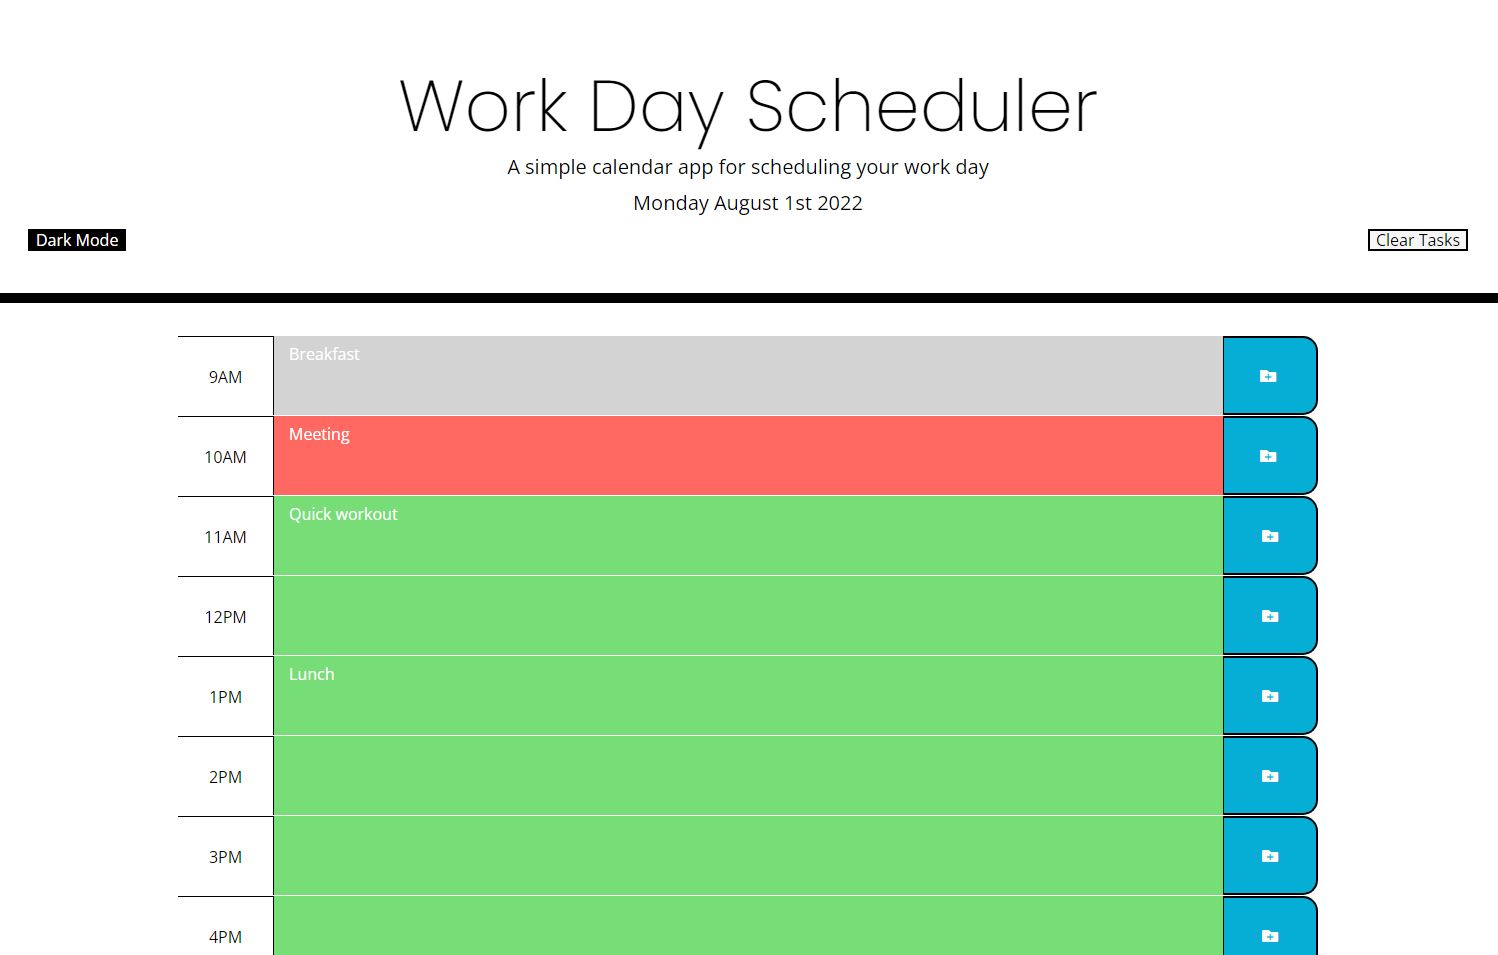 Work Day Scheduler
A simple calendar app for scheduling your work day
Monday August 1st 2022
Dark Mode
Clear Tasks
9AM
Breakfast
10AM
Meeting
11AM
Quick workout
12PM
1PM
Lunch
2PM
3PM
4PM